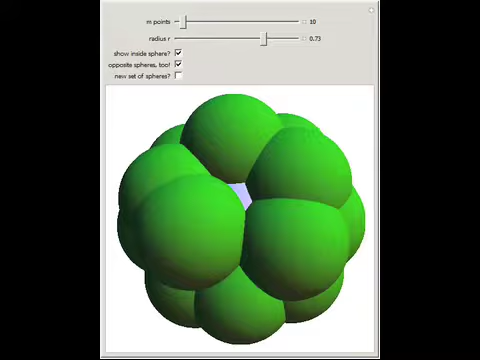 m points 10
radius r 0.73
show inside sphere?
opposite spheres, too!
new set of spheres?